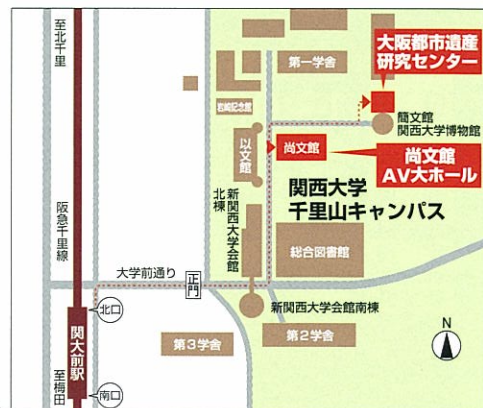 至北千里
阪急千里線
関大前駅
至梅田
北口
南口
大学前通り
正門
第一学舎
岩崎記念館
以文館
尚文館
大阪都市遺産
研究センター
簡文館
関西大学博物館
尚文館
AV大ホール
関西大学
千里山キャンパス
新関西大学会館
北棟
総合図書館
新関西大学会館南棟
第2学舎
第3学舎
N